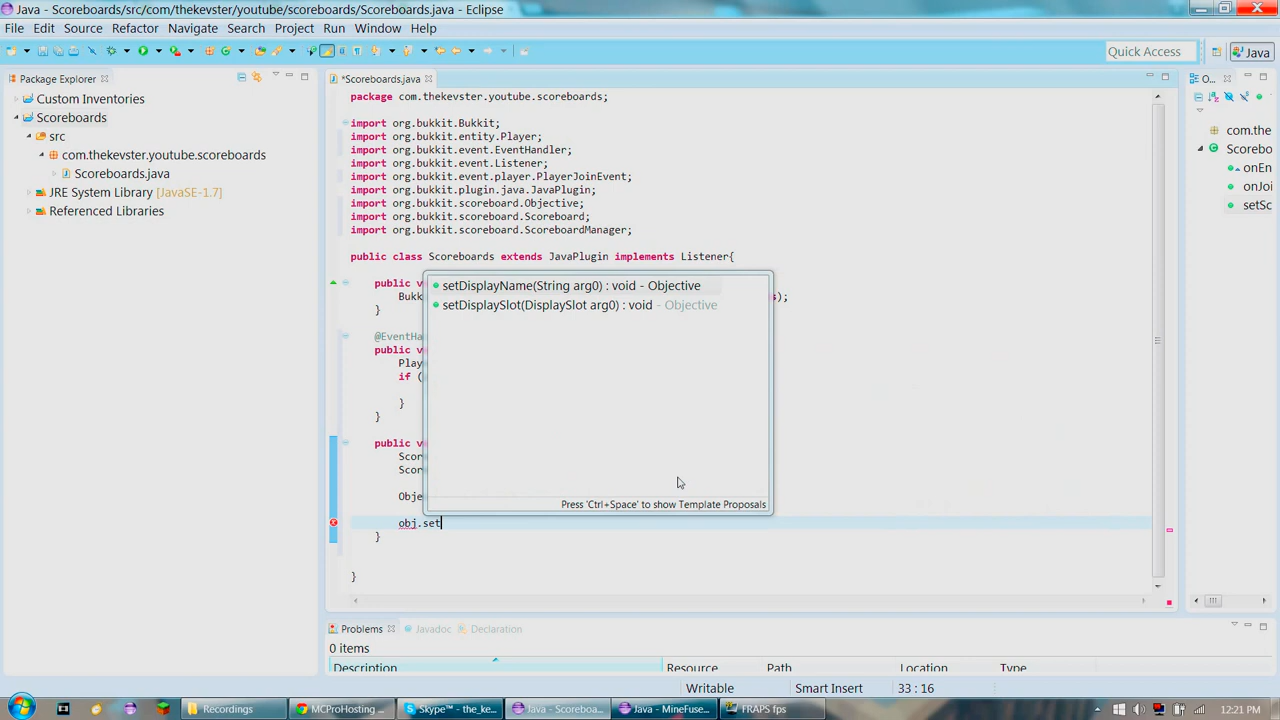 Java - Scoreboards/src/com/thekevster/youtube/scoreboards/Scoreboards.java - Eclipse
File Edit Source Refactor Navigate Search Project Run Window Help
Quick Access
Java
Package Explorer
Custom Inventories
Scoreboards
src
com.thekevster.youtube.scoreboards
Scoreboards.java
JRE System Library [JavaSE-1.7]
Referenced Libraries
*Scoreboards.java
package com.thekevster.youtube.scoreboards;
import org.bukkit.Bukkit;
import org.bukkit.entity.Player;
import org.bukkit.event.EventHandler;
import org.bukkit.event.Listener;
import org.bukkit.event.player.PlayerJoinEvent;
import org.bukkit.plugin.java.JavaPlugin;
import org.bukkit.scoreboard.Objective;
import org.bukkit.scoreboard.Scoreboard;
import org.bukkit.scoreboard.ScoreboardManager;
public class Scoreboards extends JavaPlugin implements Listener{
public v
Bukk s);
}
@EventHa
public v
Playe
if (
}
}
public v
Score
Score
Objec
obj.set
}
}
setDisplayName(String arg0) : void - Objective
setDisplaySlot(DisplaySlot arg0) : void - Objective
Press 'Ctrl+Space' to show Template Proposals
O...
com.the
Scorebo
onEn
onJoi
setSc
Problems Javadoc Declaration
0 items
Description Resource Path Location Type
Writable Smart Insert 33 : 16
Recordings
MCProHosting ...
Skype™ - the_ke...
Java - Scoreboa...
Java - MineFuse...
FRAPS fps
12:21 PM